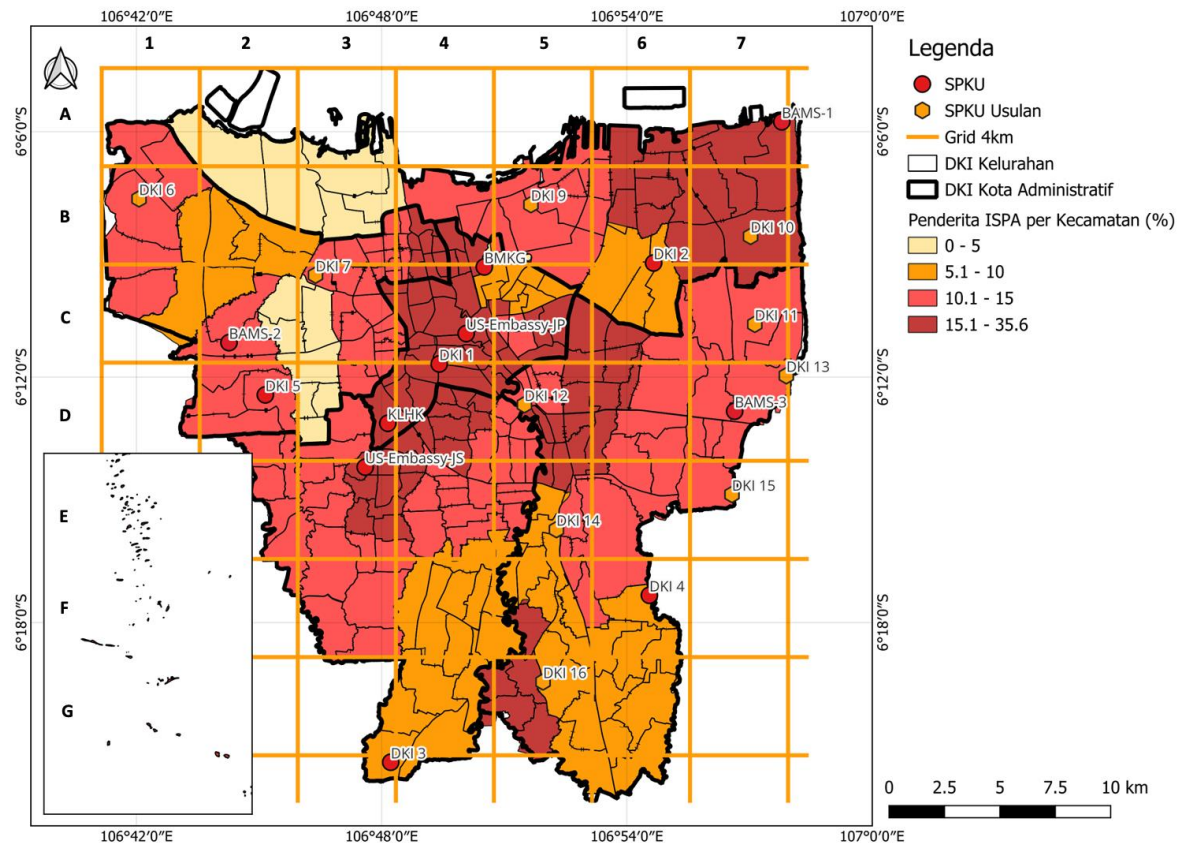 106°42'0"E 106°48'0"E 106°54'0"E 107°0'0"E
1 2 3 4 5 6 7
A
B
C
D
E
F
G
6°6'0"S
6°12'0"S
6°18'0"S
6°6'0"S
6°12'0"S
6°18'0"S
BAMS-1
DKI 6
DKI 9
DKI 10
BMKG
DKI 2
DKI 7
DKI 11
US-Embassy-JP
BAMS-2
DKI 1
DKI 13
DKI 5
DKI 12
BAMS-3
KLHK
US-Embassy-JS
DKI 15
DKI 14
DKI 4
DKI 16
DKI 3
106°42'0"E 106°48'0"E 106°54'0"E 107°0'0"E
Legenda
SPKU
SPKU Usulan
Grid 4km
DKI Kelurahan
DKI Kota Administratif
Penderita ISPA per Kecamatan (%)
0 - 5
5.1 - 10
10.1 - 15
15.1 - 35.6
0 2.5 5 7.5 10 km